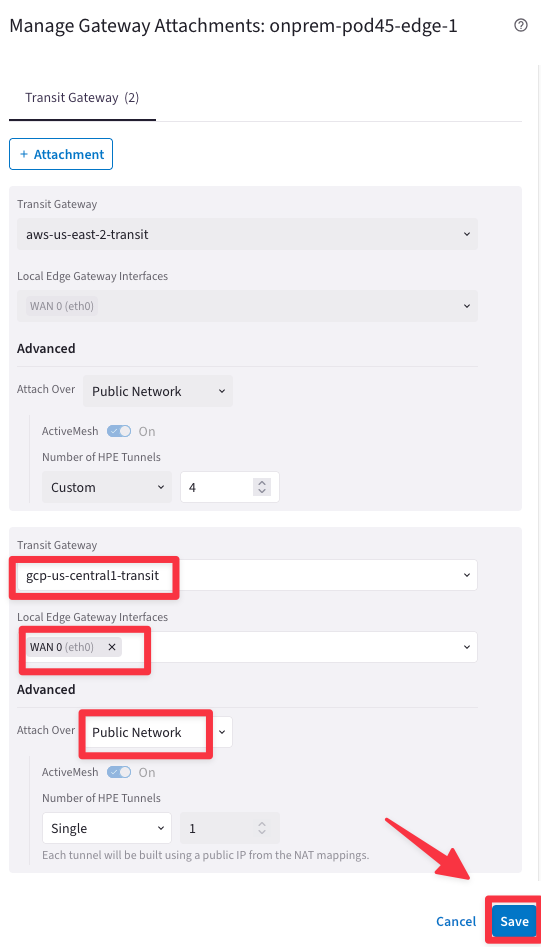 Manage Gateway Attachments: onprem-pod45-edge-1
Transit Gateway (2)
+ Attachment
Transit Gateway
aws-us-east-2-transit
Local Edge Gateway Interfaces
WAN 0 (eth0)
Advanced
Attach Over Public Network
ActiveMesh On
Number of HPE Tunnels
Custom 4
Transit Gateway
gcp-us-central1-transit
Local Edge Gateway Interfaces
WAN 0 (eth0) ×
Advanced
Attach Over Public Network
ActiveMesh On
Number of HPE Tunnels
Single 1
Each tunnel will be built using a public IP from the NAT mappings.
Cancel Save